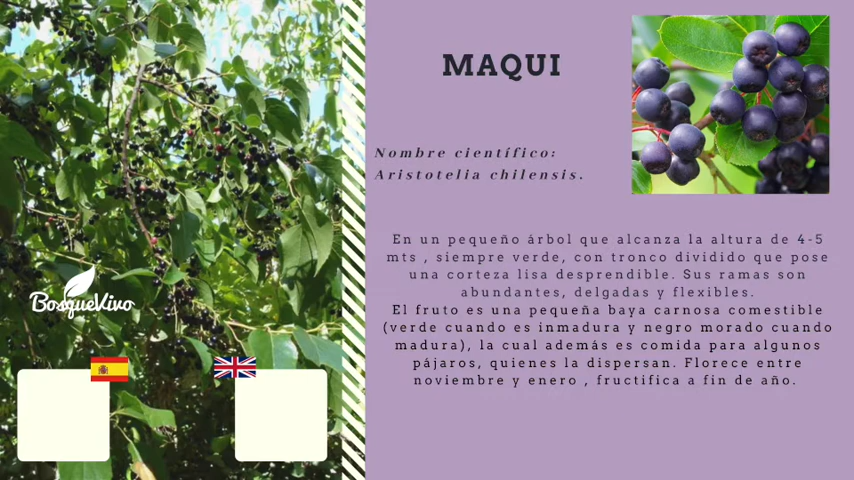 MAQUI
Nombre científico:
Aristotelia chilensis.
En un pequeño árbol que alcanza la altura de 4-5
mts , siempre verde, con tronco dividido que pose
una corteza lisa desprendible. Sus ramas son
abundantes, delgadas y flexibles.
El fruto es una pequeña baya carnosa comestible
(verde cuando es inmadura y negro morado cuando
madura), la cual además es comida para algunos
pájaros, quienes la dispersan. Florece entre
noviembre y enero , fructifica a fin de año.
BosqueVivo